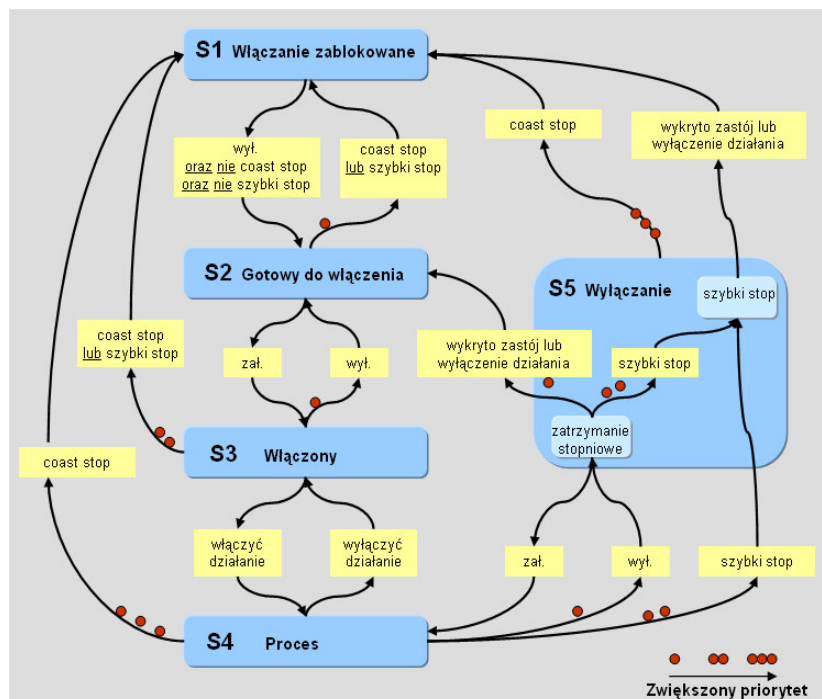 S1 Włączanie zablokowane
wył.
oraz nie coast stop
oraz nie szybki stop
coast stop
lub szybki stop
coast stop
wykryto zastój lub
wyłączenie działania
S2 Gotowy do włączenia
S5 Wyłączanie
szybki stop
coast stop
lub szybki stop
zał.
wył.
wykryto zastój lub
wyłączenie działania
szybki stop
zatrzymanie
stopniowe
S3 Włączony
coast stop
włączyć
działanie
wyłączyć
działanie
zał.
wył.
szybki stop
S4 Proces
Zwiększony priorytet